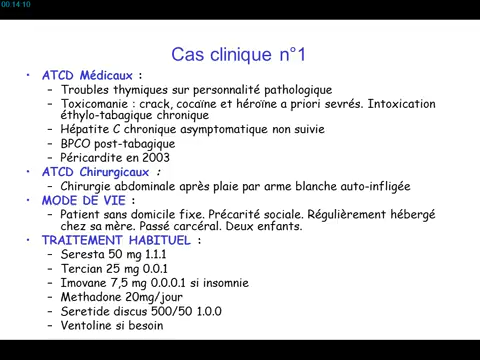 00:14:10
Cas clinique n°1
• ATCD Médicaux :
– Troubles thymiques sur personnalité pathologique
– Toxicomanie : crack, cocaïne et héroïne a priori sevrés. Intoxication
éthylo-tabagique chronique
– Hépatite C chronique asymptomatique non suivie
– BPCO post-tabagique
– Péricardite en 2003
• ATCD Chirurgicaux :
– Chirurgie abdominale après plaie par arme blanche auto-infligée
• MODE DE VIE :
– Patient sans domicile fixe. Précarité sociale. Régulièrement hébergé
chez sa mère. Passé carcéral. Deux enfants.
• TRAITEMENT HABITUEL :
– Seresta 50 mg 1.1.1
– Tercian 25 mg 0.0.1
– Imovane 7,5 mg 0.0.0.1 si insomnie
– Methadone 20mg/jour
– Seretide discus 500/50 1.0.0
– Ventoline si besoin